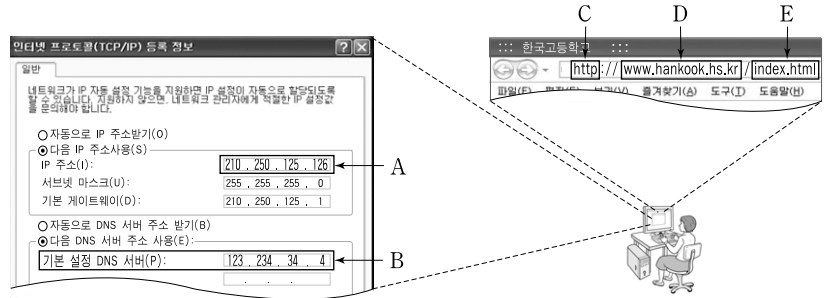 C D E
인터넷 프로토콜(TCP/IP) 등록 정보
일반
네트워크가 IP 자동 설정 기능을 지원하면 IP 설정이 자동으로 할당되도록
할 수 있습니다. 지원하지 않으면, 네트워크 관리자에게 적절한 IP 설정값
을 문의해야 합니다.
자동으로 IP 주소받기(O)
다음 IP 주소사용(S)
IP 주소(I): 210 . 250 . 125 . 126 A
서브넷 마스크(U): 255 . 255 . 255 . 0
기본 게이트웨이(D): 210 . 250 . 125 . 1
자동으로 DNS 서버 주소 받기(B)
다음 DNS 서버 주소 사용(E):
기본 설정 DNS 서버(P): 123 . 234 . 34 . 4 B
. . .
::: 한국고등학교 :::
http :// www.hankook.hs.kr / index.html
파일(F) 편집(E) 보기(V) 즐겨찾기(A) 도구(T) 도움말(H)